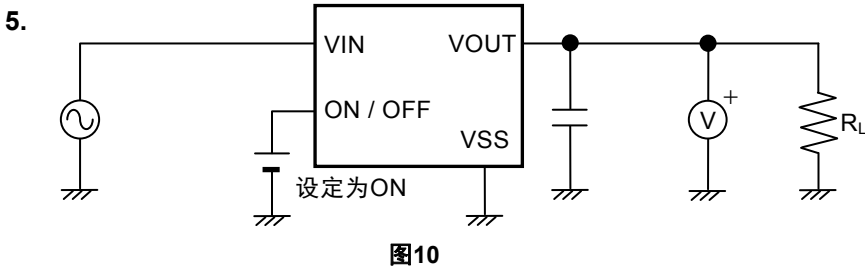 5.
VIN
VOUT
ON / OFF
VSS
设定为ON
V
+
RL
图10